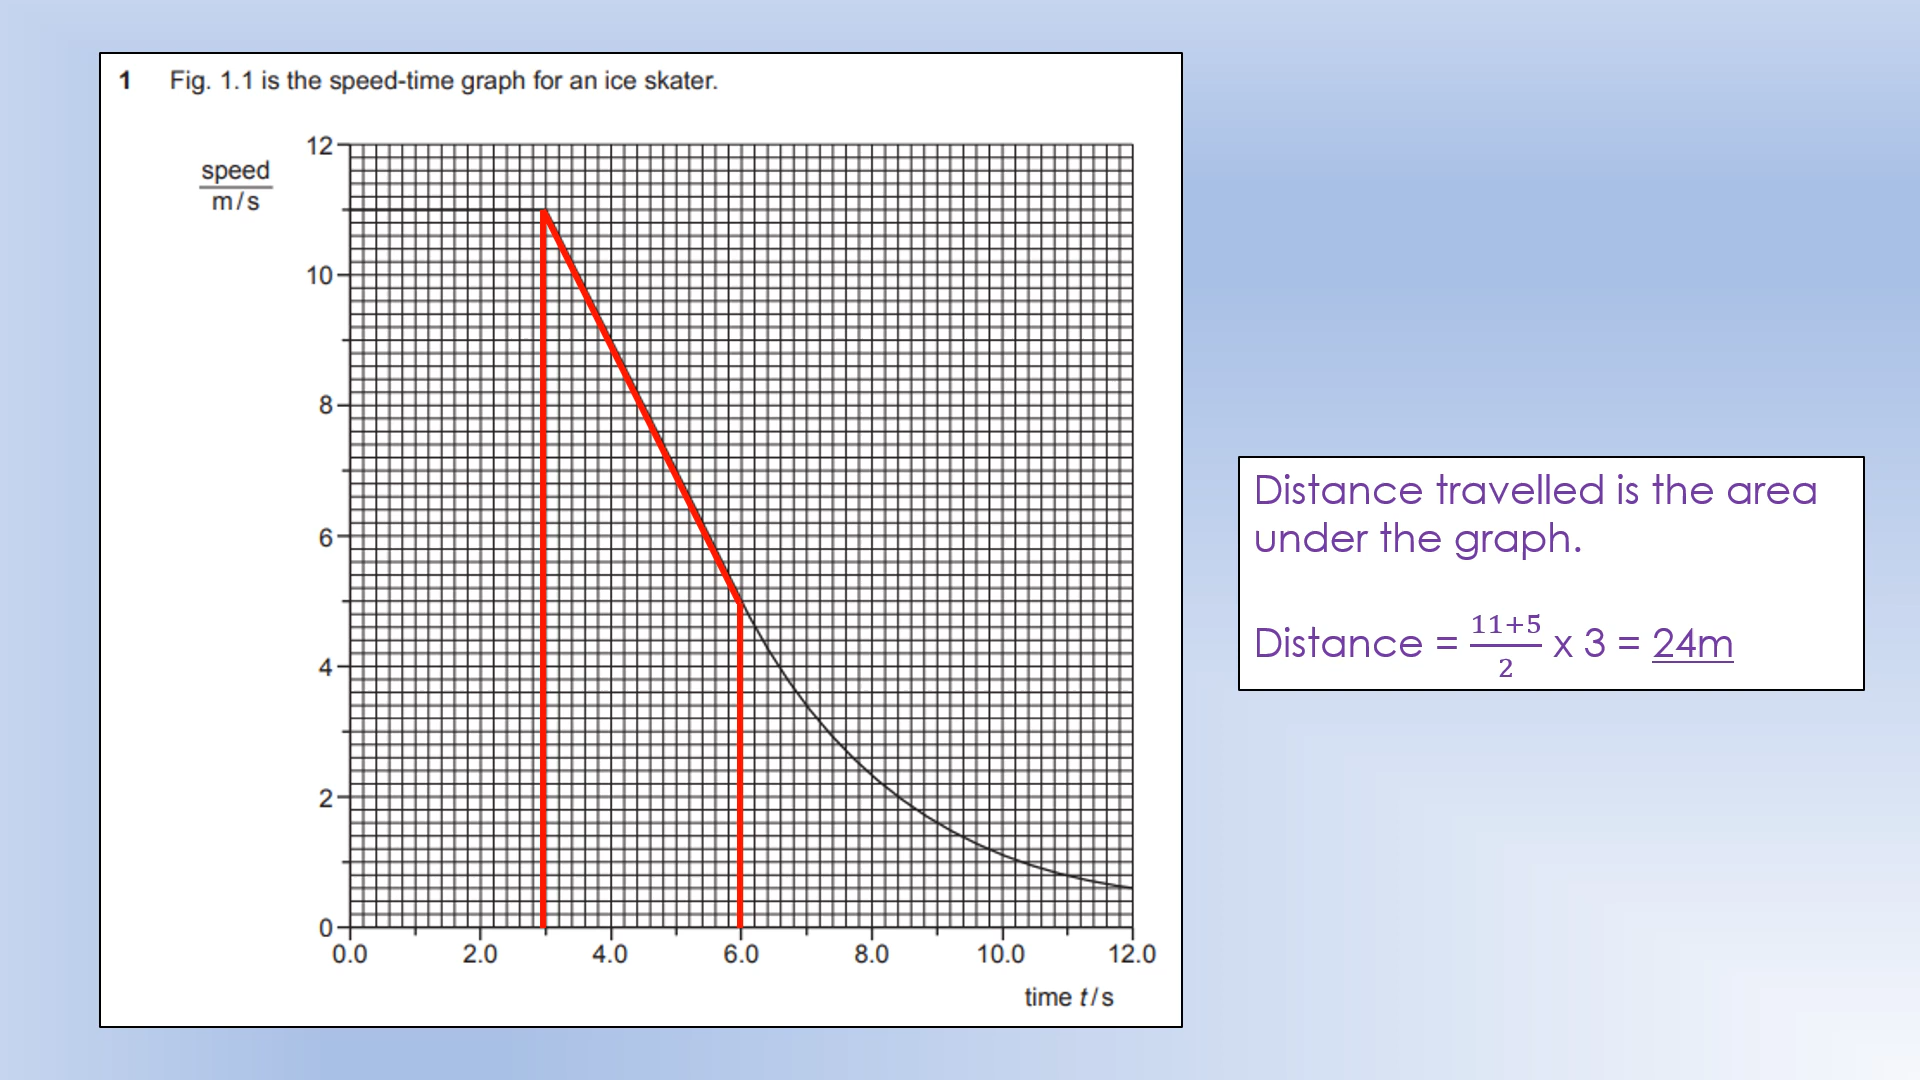 1 Fig. 1.1 is the speed-time graph for an ice skater.
speed
m/s
12
10
8
6
4
2
0
0.0 2.0 4.0 6.0 8.0 10.0 12.0
time t/s
Distance travelled is the area
under the graph.
Distance = \frac{11+5}{2} x 3 = 24m